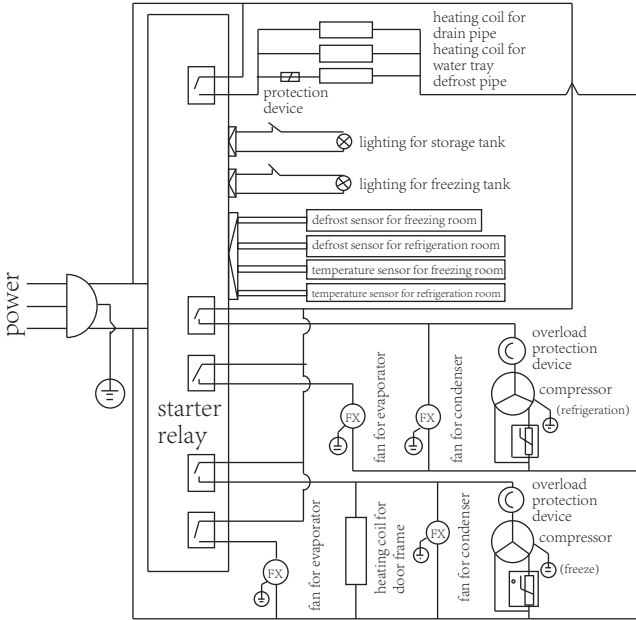 heating coil for
drain pipe
heating coil for
water tray
defrost pipe
protection
device
lighting for storage tank
lighting for freezing tank
defrost sensor for freezing room
defrost sensor for refrigeration room
temperature sensor for freezing room
temperature sensor for refrigeration room
power
starter
relay
overload
protection
device
compressor
(refrigeration)
FX
fan for evaporator
FX
fan for condenser
overload
protection
device
compressor
(freeze)
FX
fan for evaporator
heating coil for
door frame
FX
fan for condenser